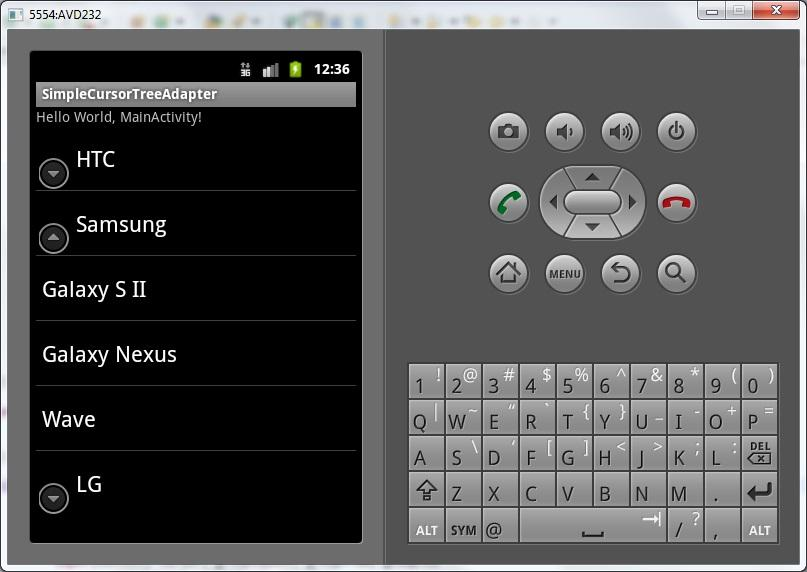 5554:AVD232
3G 12:36
SimpleCursorTreeAdapter
Hello World, MainActivity!
HTC
Samsung
Galaxy S II
Galaxy Nexus
Wave
LG
MENU
1 ! 2 @ 3 # 4 $ 5 % 6 ^ 7 & 8 * 9 ( 0 )
Q | W ~ E “ R ` T { Y } U _ I - O + P =
A S \ D ‘ F [ G ] H < J > K ; L : DEL
Z X C V B N M .
ALT SYM @ / ? , ALT